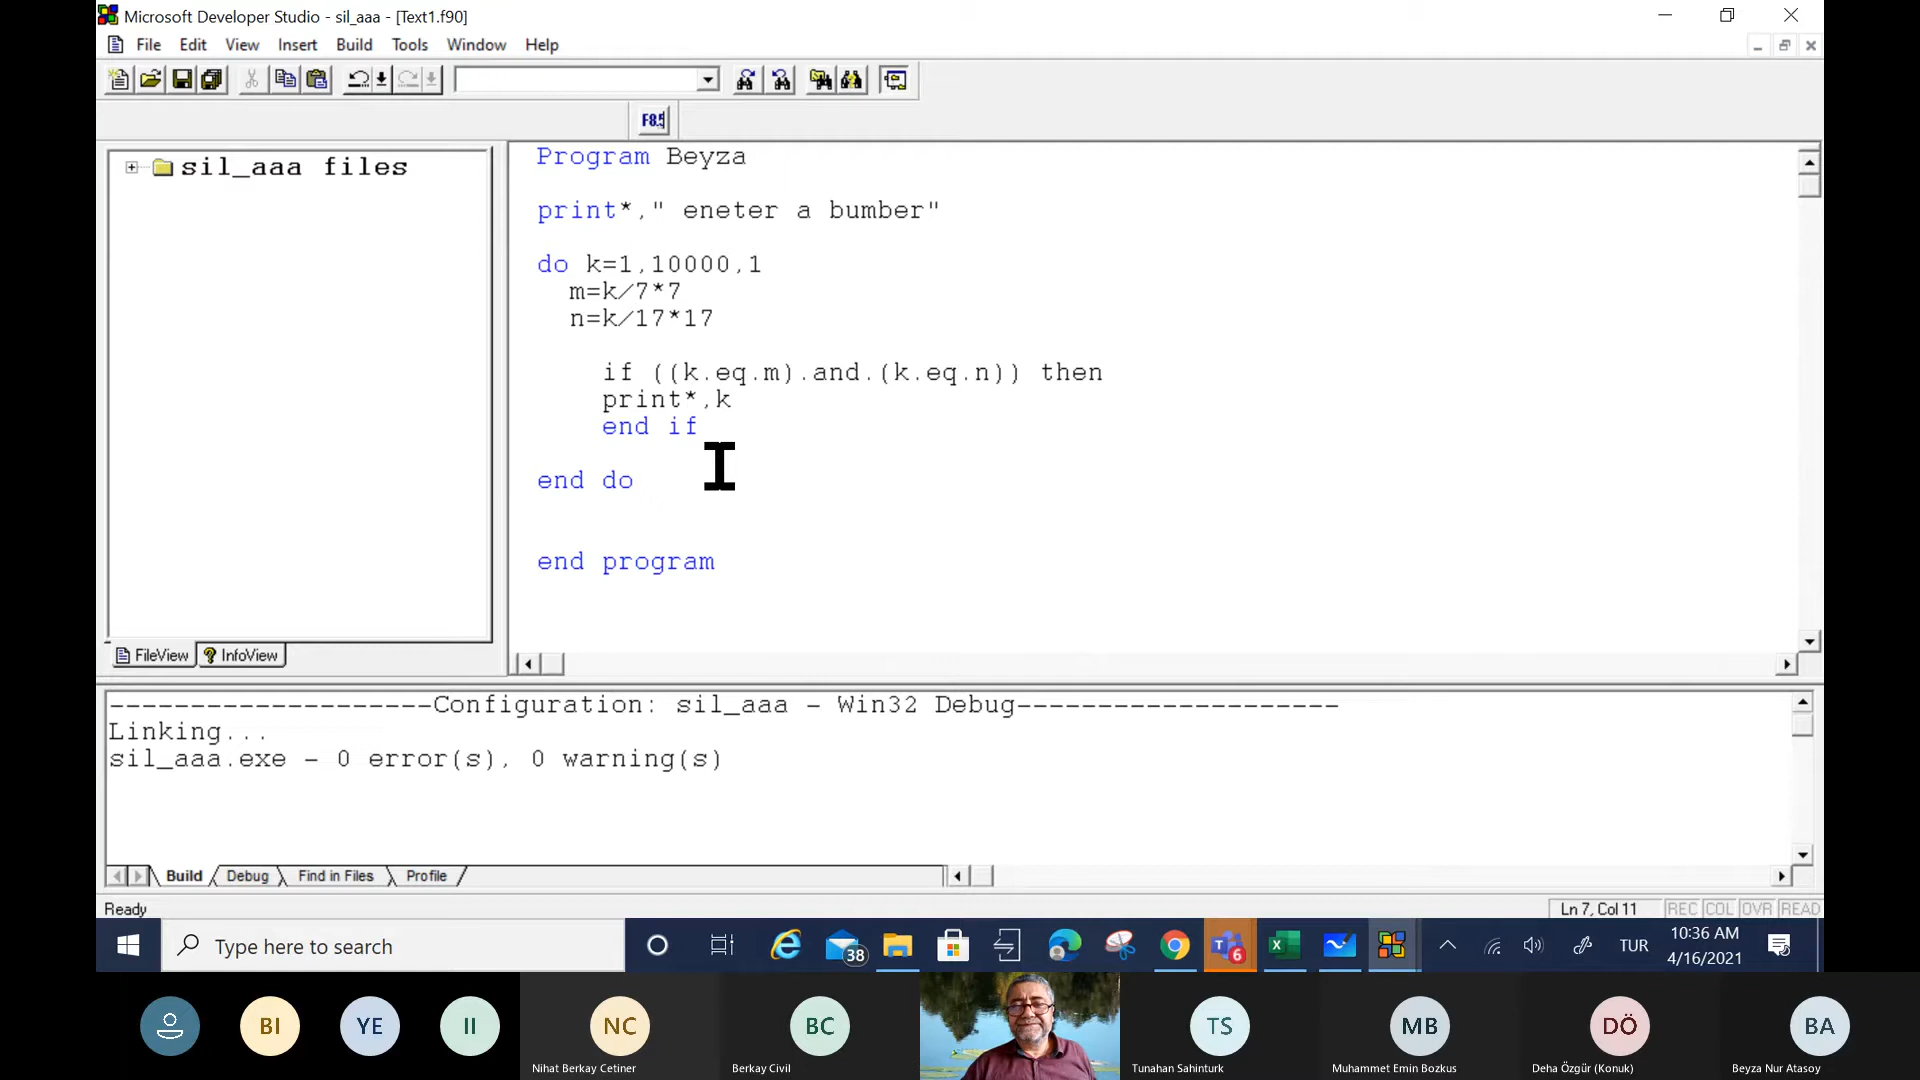 Microsoft Developer Studio - sil_aaa - [Text1.f90]
File Edit View Insert Build Tools Window Help
F8.5
sil_aaa files
Program Beyza
print*," eneter a bumber"
do k=1,10000,1
m=k/7*7
n=k/17*17
if ((k.eq.m).and.(k.eq.n)) then
print*,k
end if
end do
end program
FileView InfoView
--------------------Configuration: sil_aaa - Win32 Debug--------------------
Linking...
sil_aaa.exe - 0 error(s), 0 warning(s)
Build Debug Find in Files Profile
Ready
Ln 7, Col 11 REC COL OVR READ
Type here to search
38
6
TUR
10:36 AM
4/16/2021
BI YE II NC BC TS MB DÖ BA
Nihat Berkay Cetiner Berkay Civil Tunahan Sahinturk Muhammet Emin Bozkus Deha Özgür (Konuk) Beyza Nur Atasoy